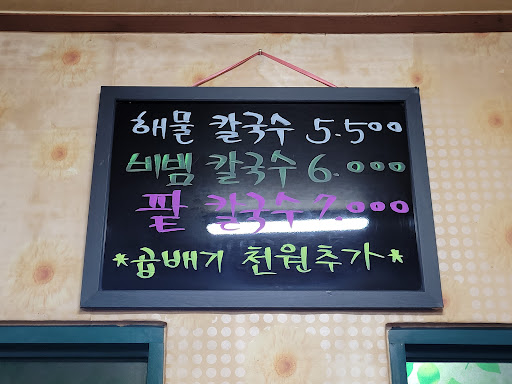 해물 칼국수 5.500
비빔 칼국수 6.000
팥 칼국수 7.000
*곱배기 천원추가*